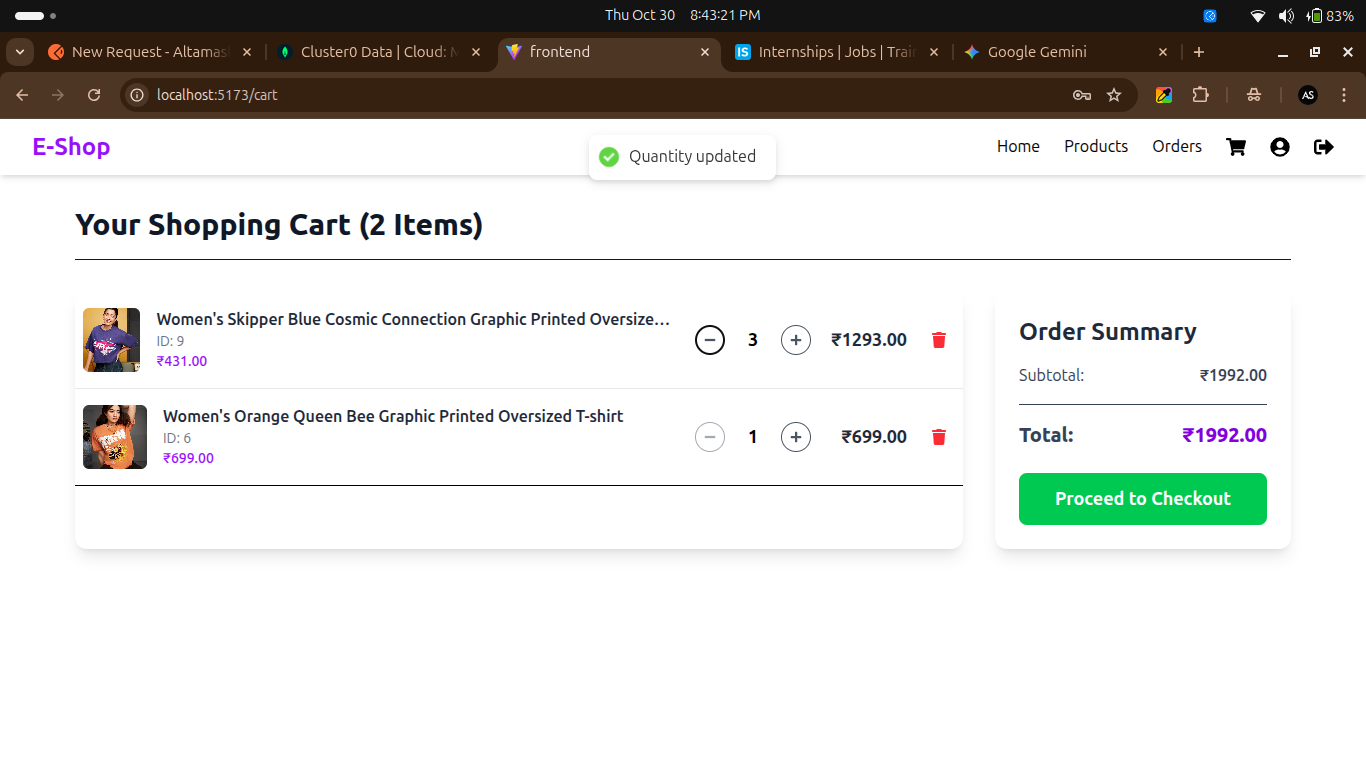 Thu Oct 30 8:43:21 PM
83%
New Request - Altamas
Cluster0 Data | Cloud: M
frontend
IS
Internships | Jobs | Train
Google Gemini
localhost:5173/cart
AS
E-Shop
Quantity updated
Home
Products
Orders
Your Shopping Cart (2 Items)
Women's Skipper Blue Cosmic Connection Graphic Printed Oversize...
ID: 9
₹431.00
3
₹1293.00
Women's Orange Queen Bee Graphic Printed Oversized T-shirt
ID: 6
₹699.00
1
₹699.00
Order Summary
Subtotal: ₹1992.00
Total: ₹1992.00
Proceed to Checkout